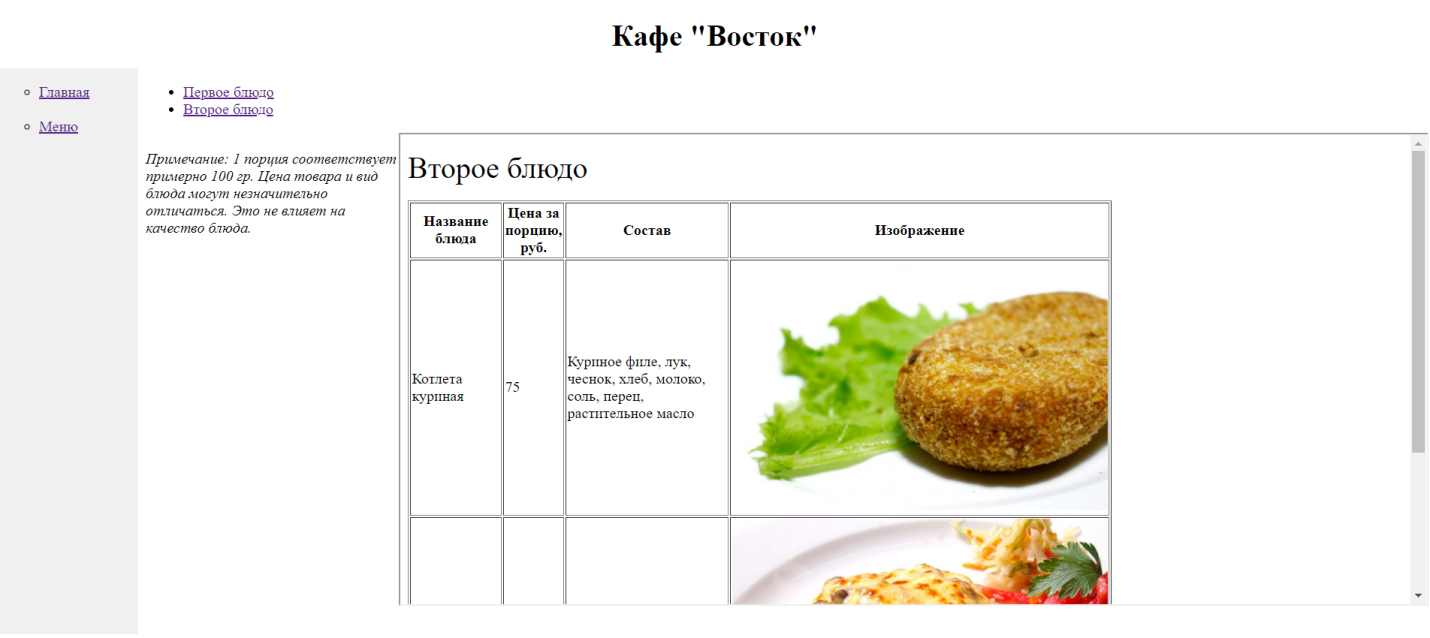 Кафе "Восток"
Главная
Меню
Первое блюдо
Второе блюдо
Примечание: 1 порция соответствует
примерно 100 гр. Цена товара и вид
блюда могут незначительно
отличаться. Это не влияет на
качество блюда.
Второе блюдо
Название
блюда
Цена за
порцию,
руб.
Состав
Изображение
Котлета
куриная
75
Куриное филе, лук,
чеснок, хлеб, молоко,
соль, перец,
растительное масло